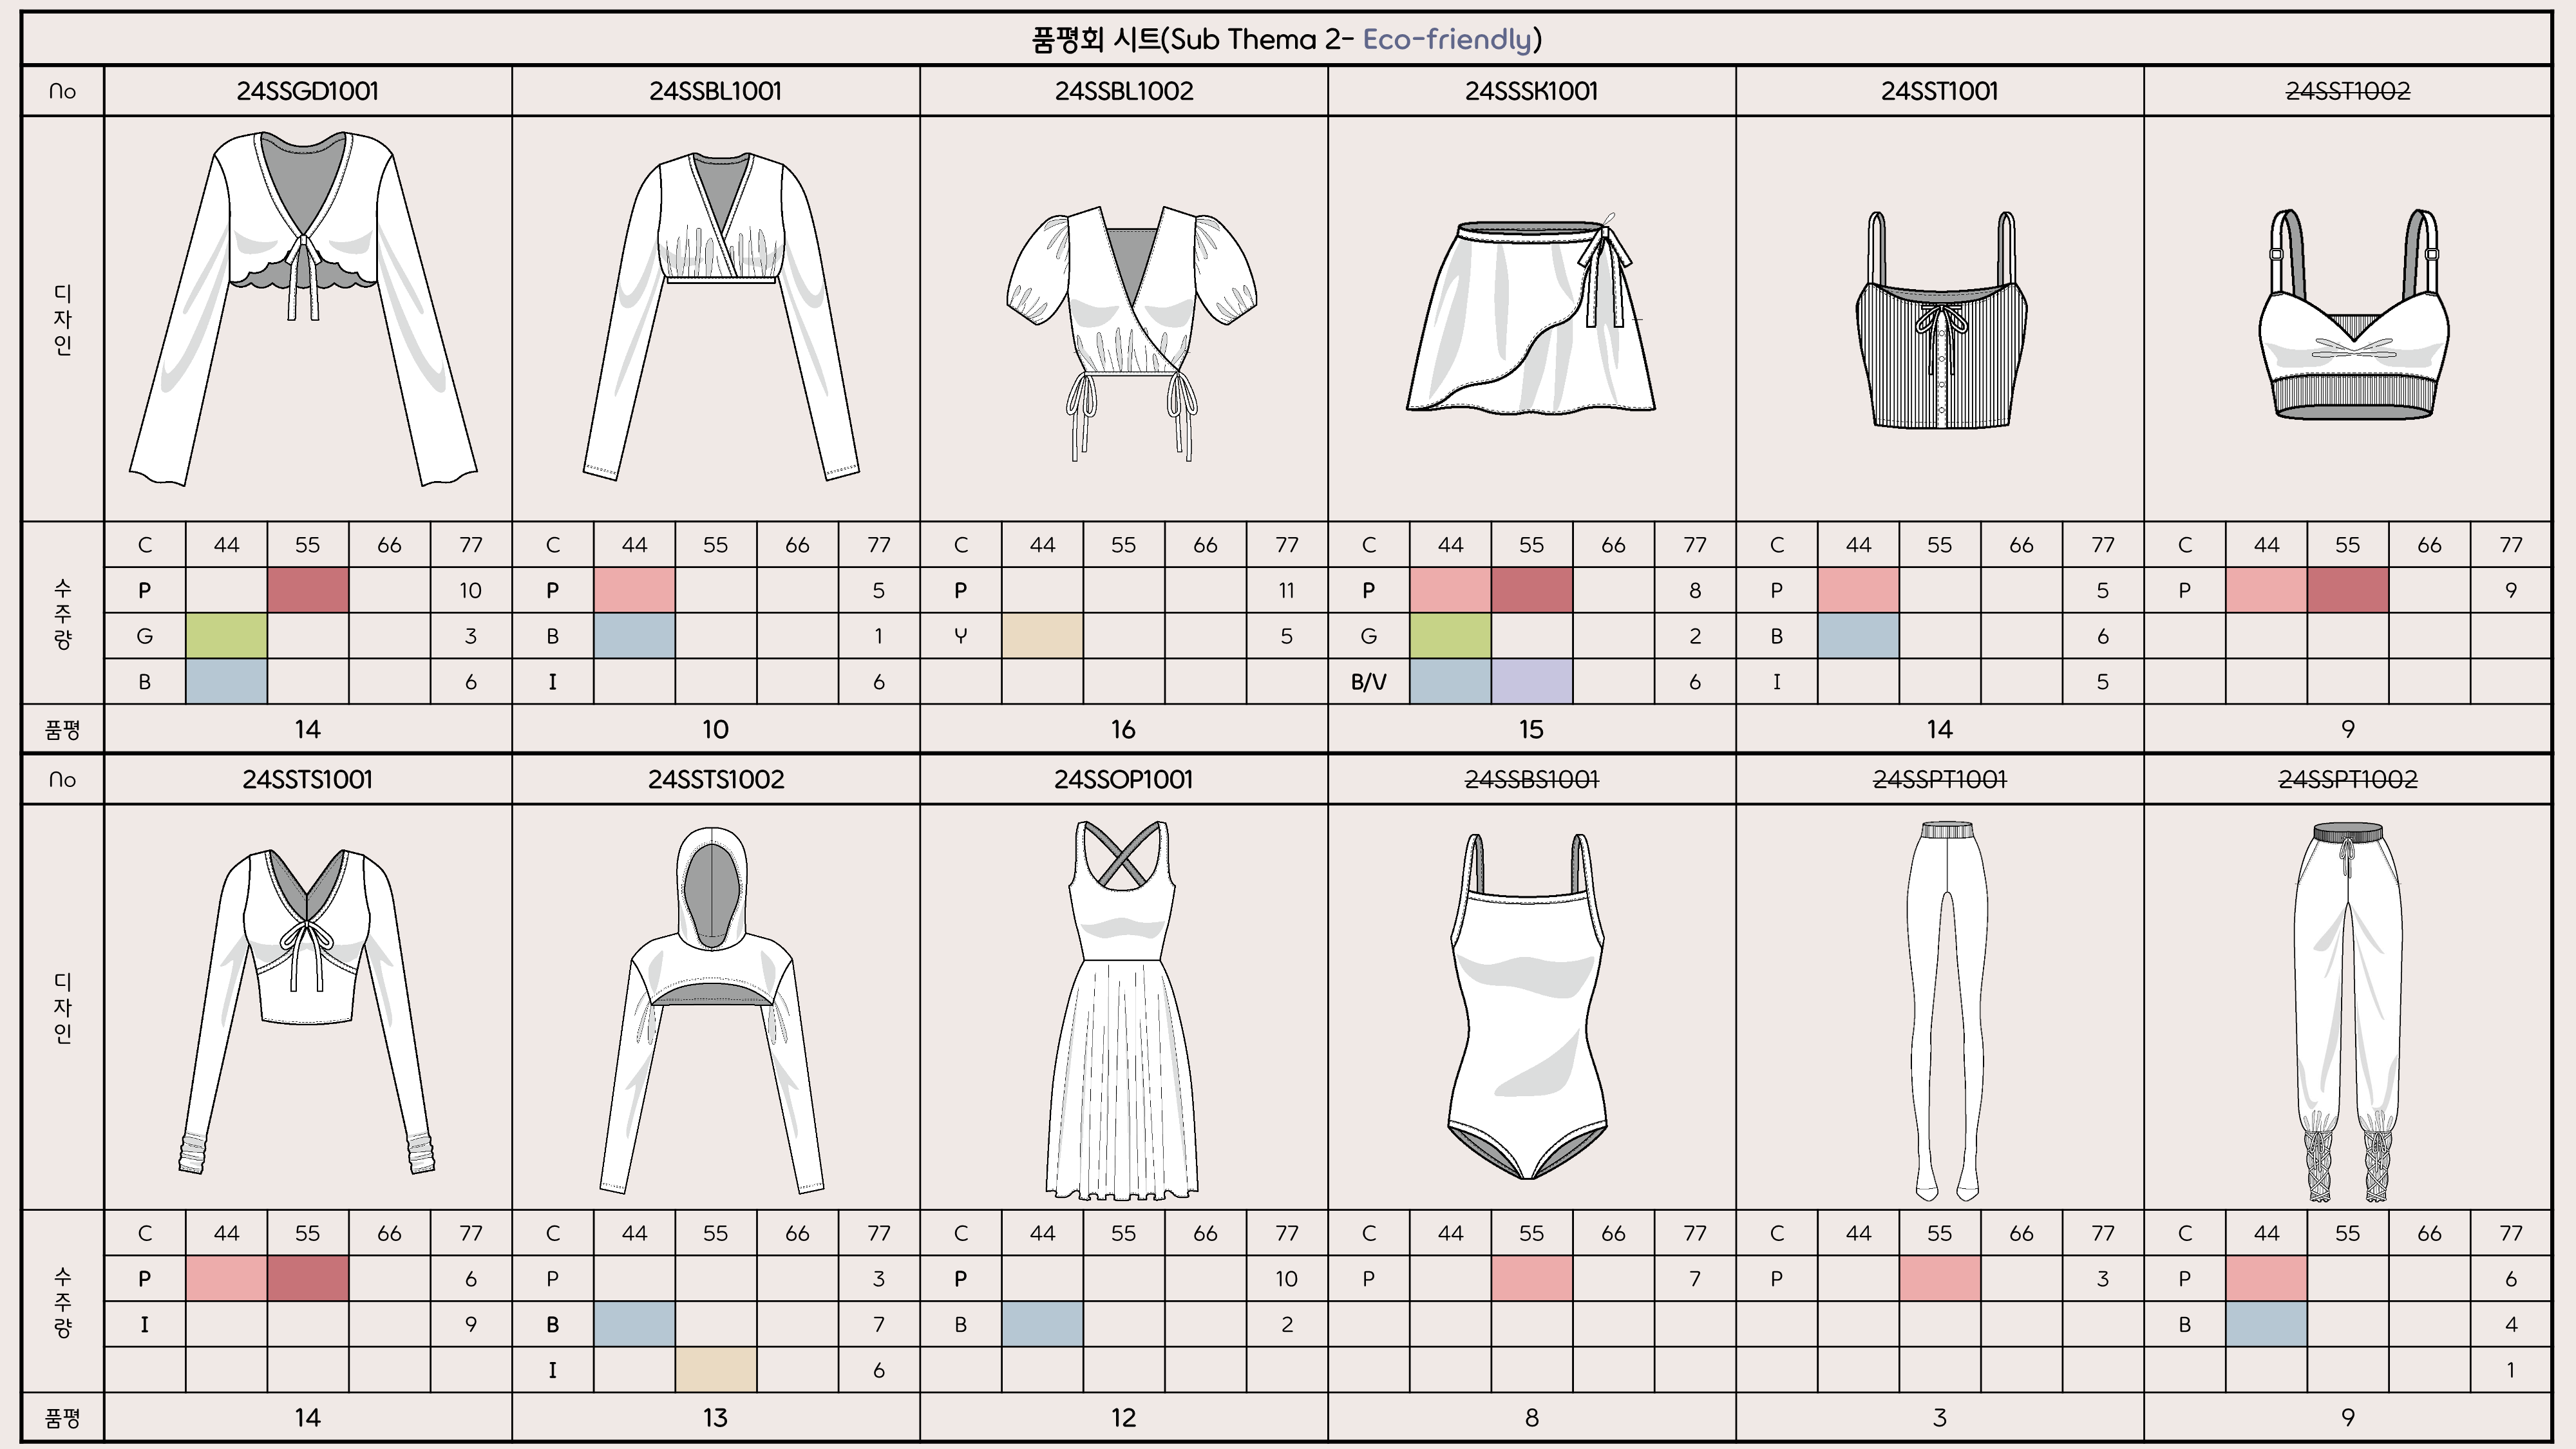 품평회 시트(Sub Thema 2- Eco-friendly)
No 24SSGD1001 24SSBL1001 24SSBL1002 24SSSK1001 24SST1001 24SST1002
디자인
수주량
C 44 55 66 77 C 44 55 66 77 C 44 55 66 77 C 44 55 66 77 C 44 55 66 77 C 44 55 66 77
P 10 P 5 P 11 P 8 P 5 P 9
G 3 B 1 Y 5 G 2 B 6
B 6 I 6 B/V 6 I 5
품평 14 10 16 15 14 9
No 24SSTS1001 24SSTS1002 24SSOP1001 24SSBS1001 24SSPT1001 24SSPT1002
디자인
수주량
C 44 55 66 77 C 44 55 66 77 C 44 55 66 77 C 44 55 66 77 C 44 55 66 77 C 44 55 66 77
P 6 P 3 P 10 P 7 P 3 P 6
I 9 B 7 B 2 B 4
I 6 1
품평 14 13 12 8 3 9